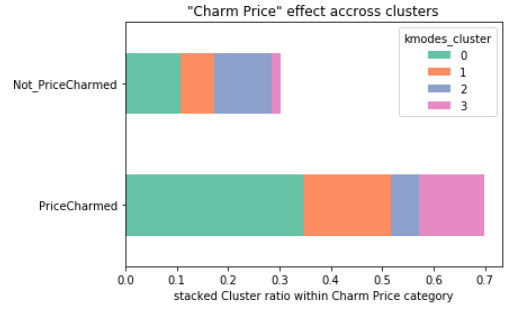 "Charm Price" effect accross clusters
kmodes_cluster
0
1
2
3
Not_PriceCharmed
PriceCharmed
0.0 0.1 0.2 0.3 0.4 0.5 0.6 0.7
stacked Cluster ratio within Charm Price category